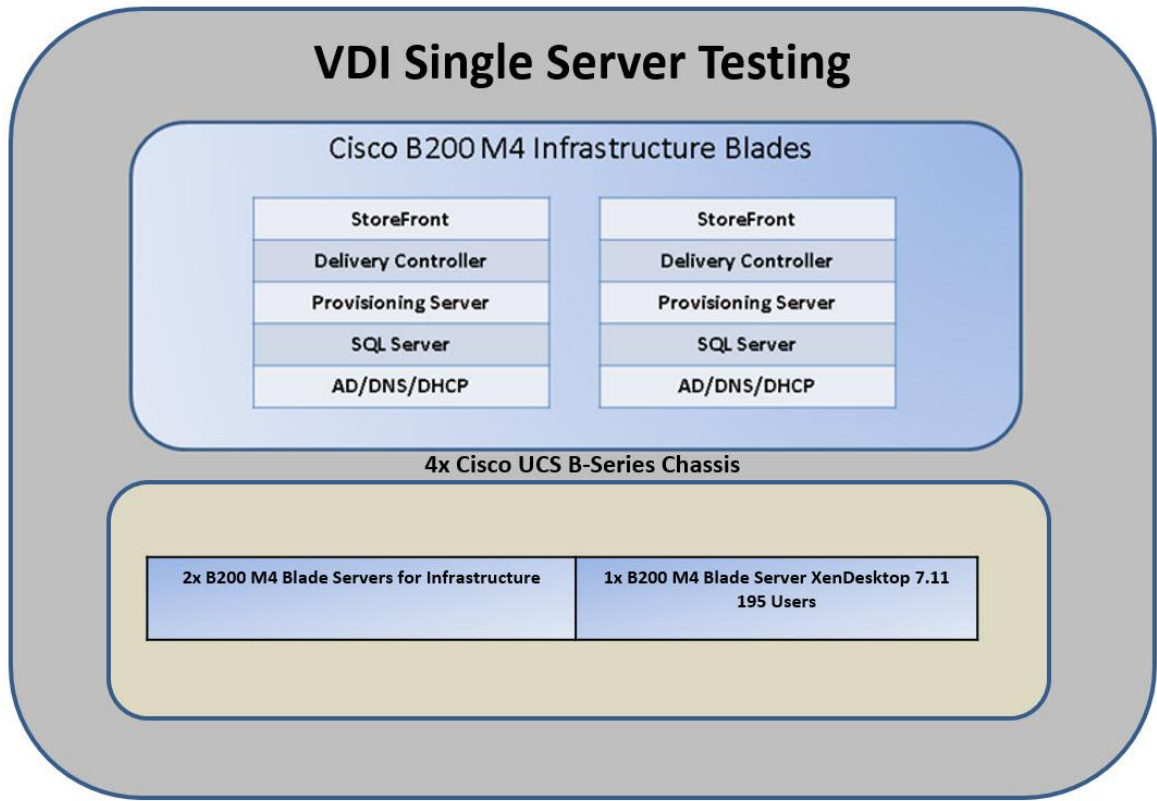 VDI Single Server Testing
Cisco B200 M4 Infrastructure Blades
StoreFront
Delivery Controller
Provisioning Server
SQL Server
AD/DNS/DHCP
StoreFront
Delivery Controller
Provisioning Server
SQL Server
AD/DNS/DHCP
4x Cisco UCS B-Series Chassis
2x B200 M4 Blade Servers for Infrastructure
1x B200 M4 Blade Server XenDesktop 7.11
195 Users